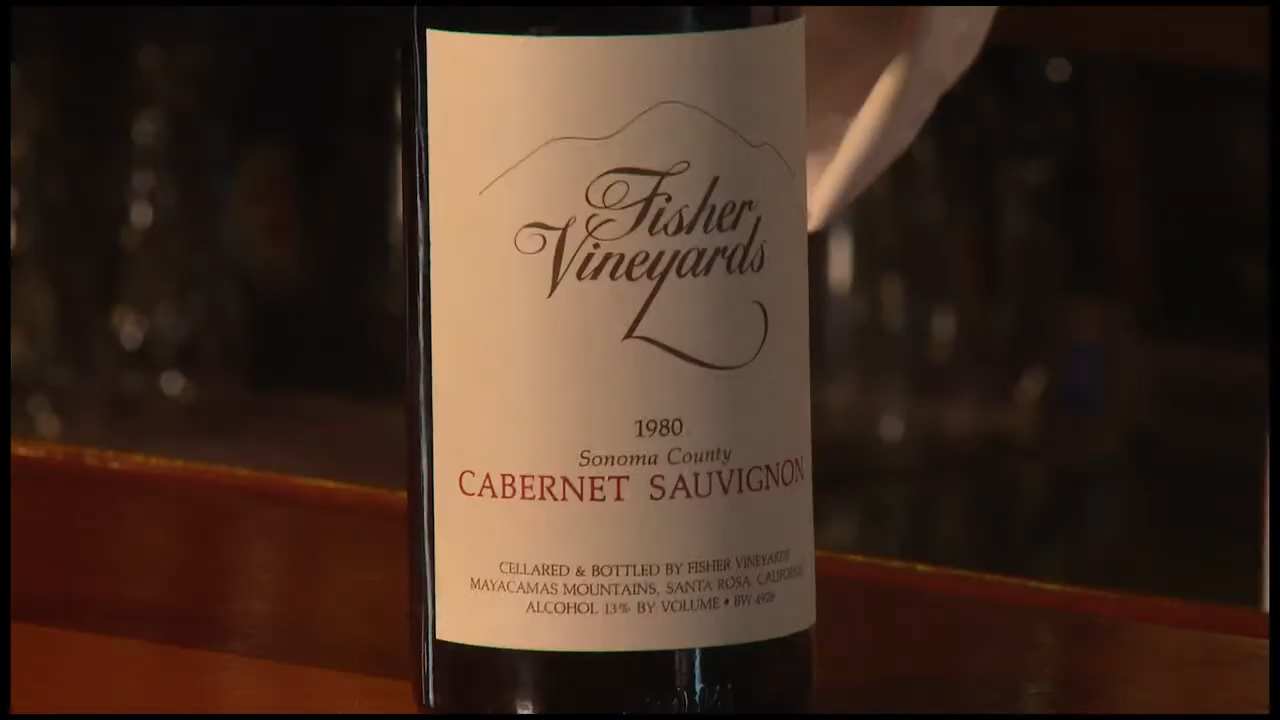 Fisher
Vineyards
1980
Sonoma County
CABERNET SAUVIGNON
CELLARED & BOTTLED BY FISHER VINEYARDS
MAYACAMAS MOUNTAINS, SANTA ROSA, CALIFORNIA
ALCOHOL 13% BY VOLUME • BW